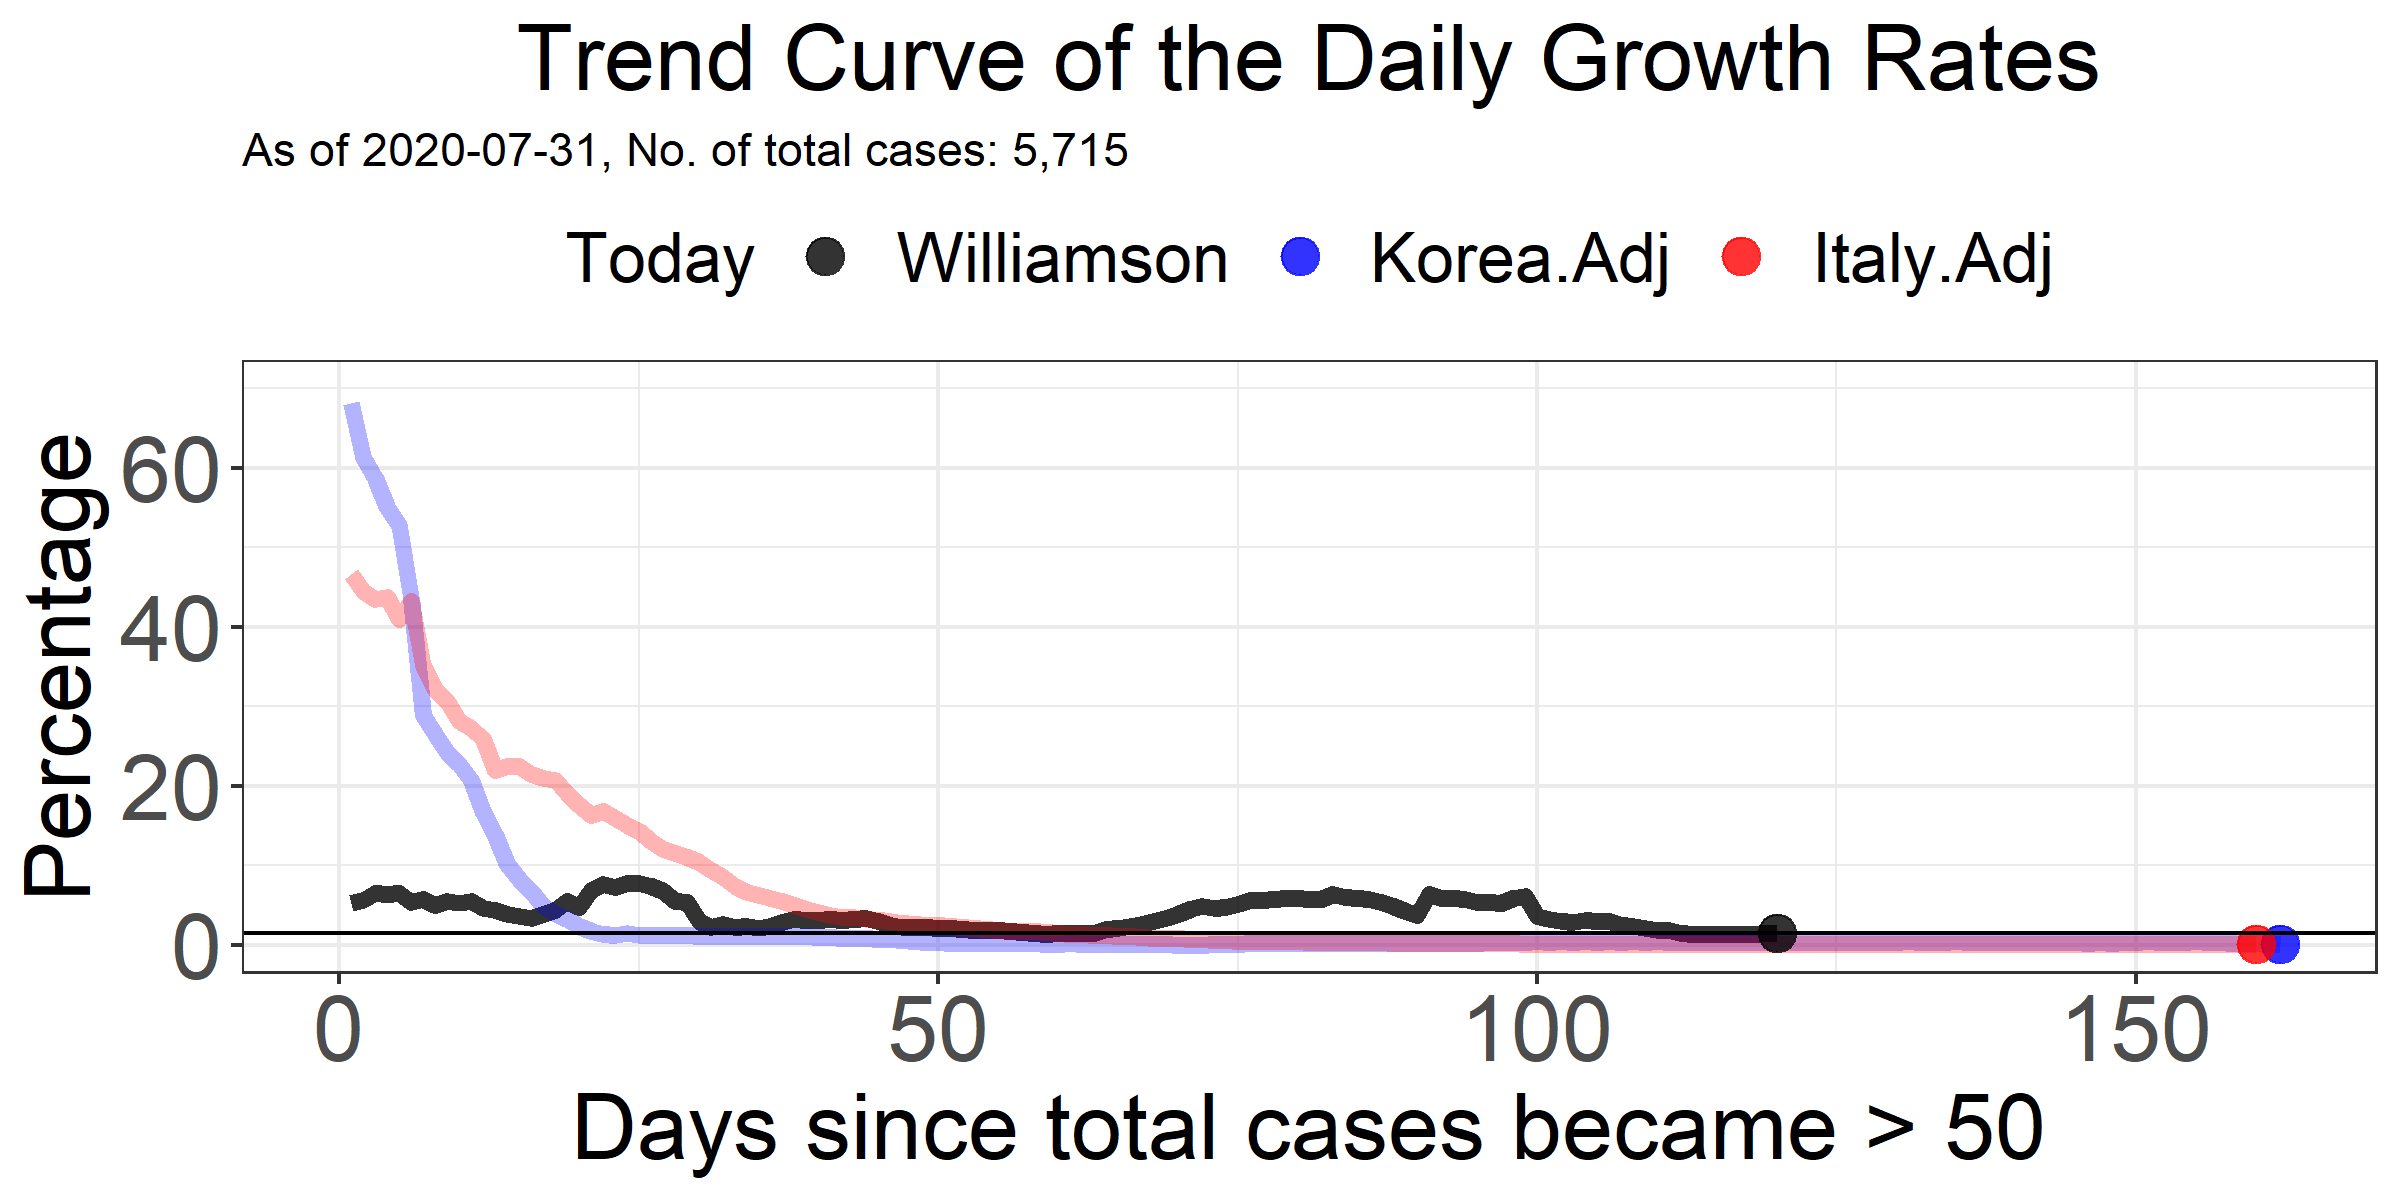 Trend Curve of the Daily Growth Rates
As of 2020-07-31, No. of total cases: 5,715
Today Williamson Korea.Adj Italy.Adj
Percentage
60
40
20
0
0 50 100 150
Days since total cases became > 50